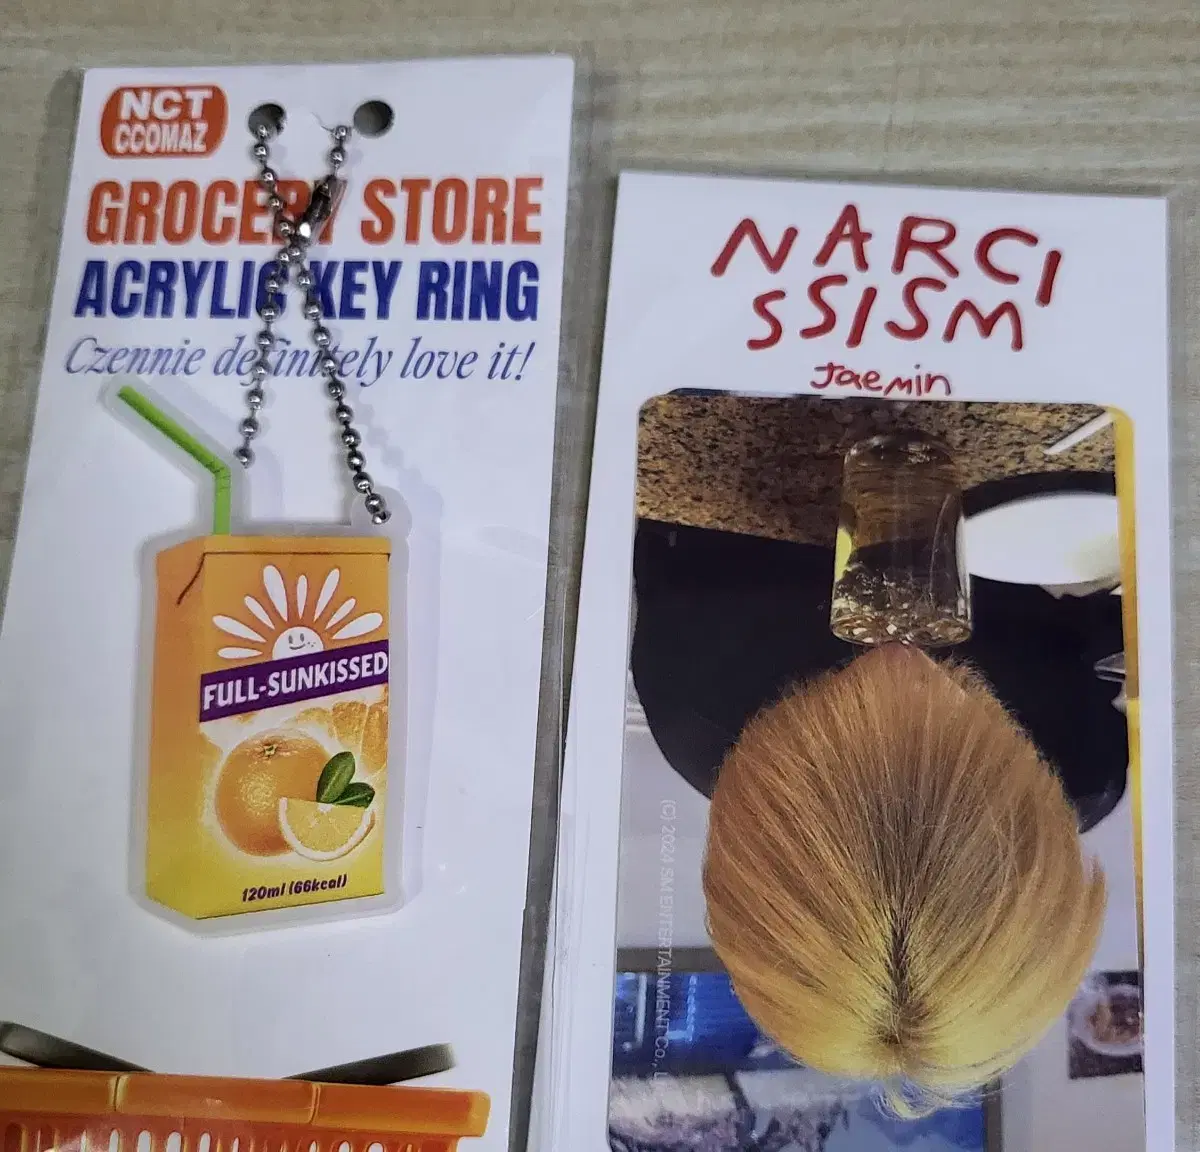 NCT
CCOMAZ
GROCERY STORE
ACRYLIC KEY RING
Czennie definitely love it!
FULL-SUNKISSED
120ml (66kcal)
NARCI
SSISM
Jaemin
(C) 2024 SM ENTERTAINMENT Co., L